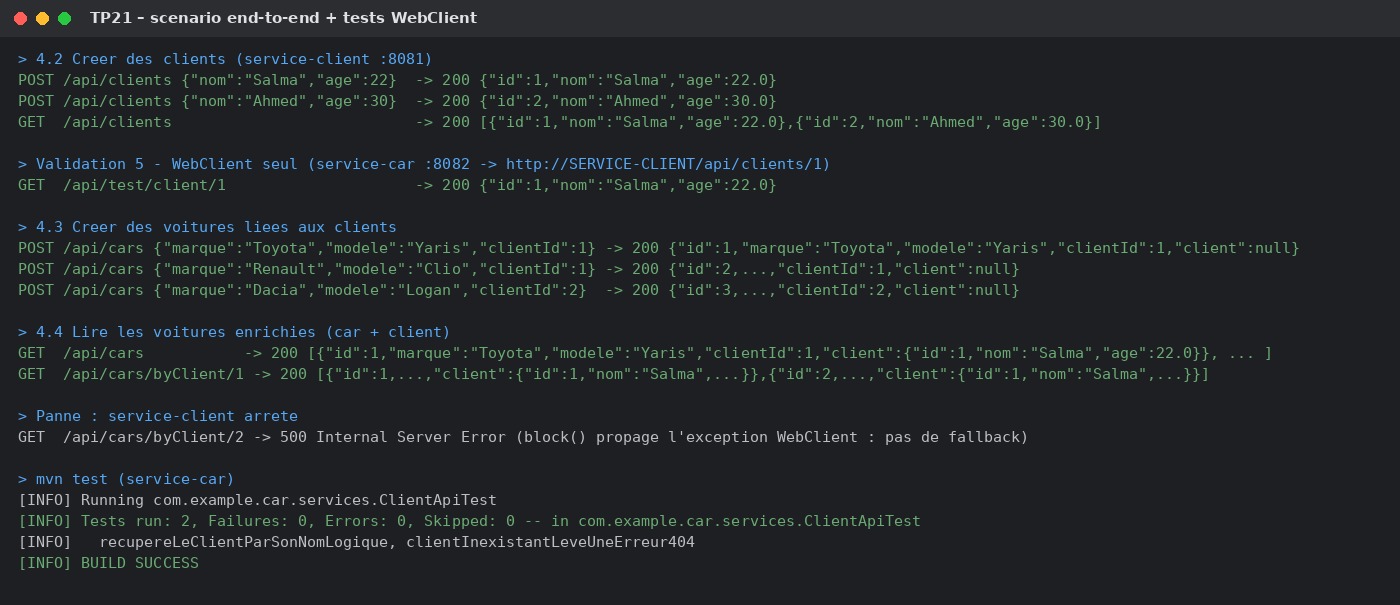 TP21 – scenario end-to-end + tests WebClient
> 4.2 Creer des clients (service-client :8081)
POST /api/clients {"nom":"Salma","age":22}  -> 200 {"id":1,"nom":"Salma","age":22.0}
POST /api/clients {"nom":"Ahmed","age":30}  -> 200 {"id":2,"nom":"Ahmed","age":30.0}
GET  /api/clients                           -> 200 [{"id":1,"nom":"Salma","age":22.0},{"id":2,"nom":"Ahmed","age":30.0}]
> Validation 5 - WebClient seul (service-car :8082 -> http://SERVICE-CLIENT/api/clients/1)
GET  /api/test/client/1                     -> 200 {"id":1,"nom":"Salma","age":22.0}
> 4.3 Creer des voitures liees aux clients
POST /api/cars {"marque":"Toyota","modele":"Yaris","clientId":1} -> 200 {"id":1,"marque":"Toyota","modele":"Yaris","clientId":1,"client":null}
POST /api/cars {"marque":"Renault","modele":"Clio","clientId":1} -> 200 {"id":2,...,"clientId":1,"client":null}
POST /api/cars {"marque":"Dacia","modele":"Logan","clientId":2}  -> 200 {"id":3,...,"clientId":2,"client":null}
> 4.4 Lire les voitures enrichies (car + client)
GET  /api/cars           -> 200 [{"id":1,"marque":"Toyota","modele":"Yaris","clientId":1,"client":{"id":1,"nom":"Salma","age":22.0}}, ... ]
GET  /api/cars/byClient/1 -> 200 [{"id":1,...,"client":{"id":1,"nom":"Salma",...}},{"id":2,...,"client":{"id":1,"nom":"Salma",...}}]
> Panne : service-client arrete
GET  /api/cars/byClient/2 -> 500 Internal Server Error (block() propage l'exception WebClient : pas de fallback)
> mvn test (service-car)
[INFO] Running com.example.car.services.ClientApiTest
[INFO] Tests run: 2, Failures: 0, Errors: 0, Skipped: 0 -- in com.example.car.services.ClientApiTest
[INFO]   recupereLeClientParSonNomLogique, clientInexistantLeveUneErreur404
[INFO] BUILD SUCCESS